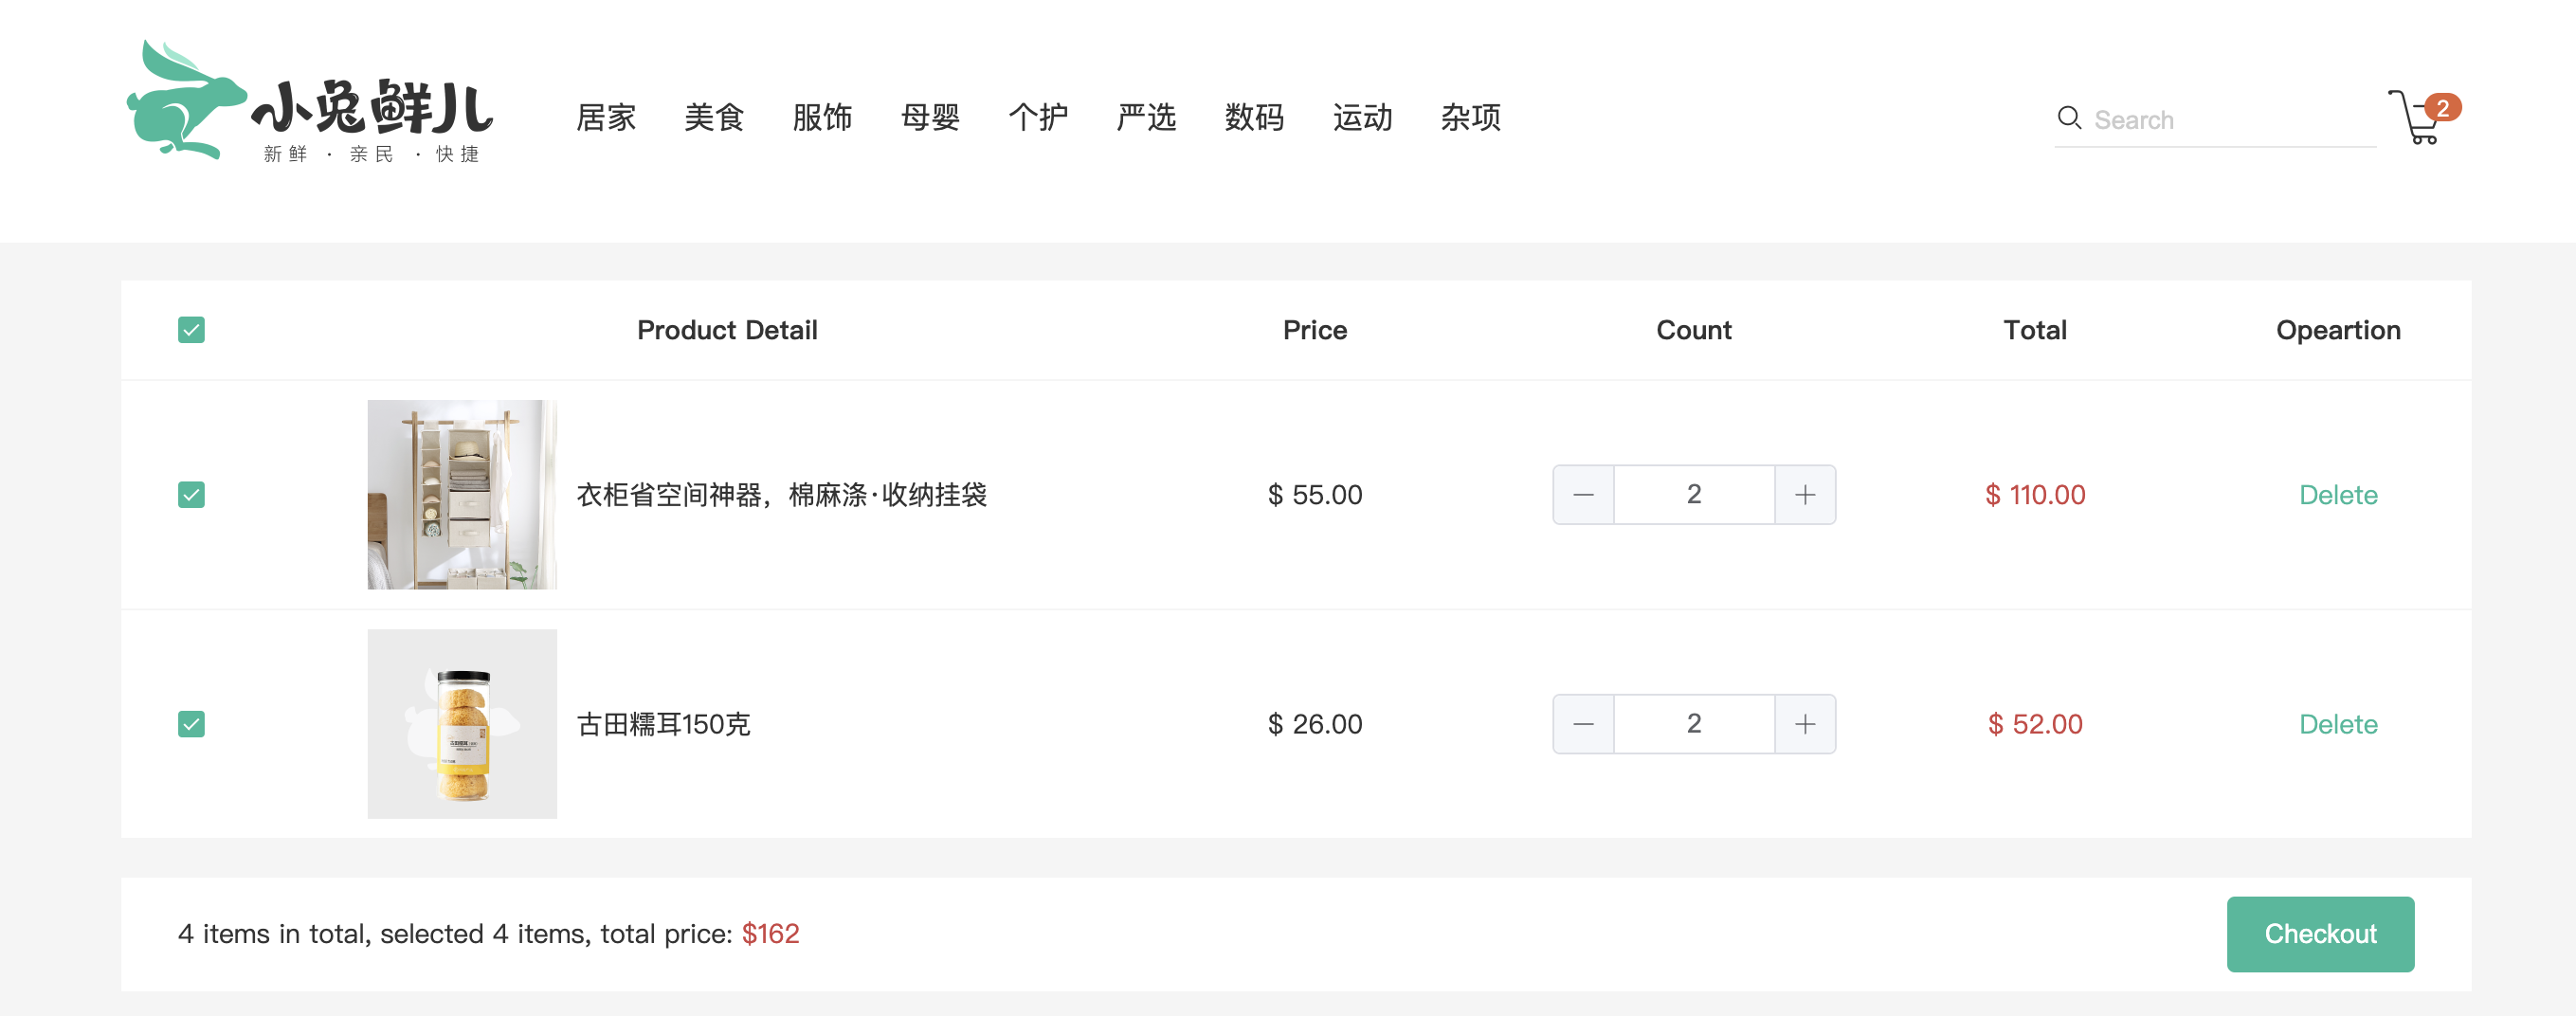 小兔鲜儿
新鲜 · 亲民 · 快捷
居家 美食 服饰 母婴 个护 严选 数码 运动 杂项
Search
2
Product Detail Price Count Total Opeartion
衣柜省空间神器，棉麻涤·收纳挂袋 $ 55.00 2 $ 110.00 Delete
古田糯耳150克 $ 26.00 2 $ 52.00 Delete
4 items in total, selected 4 items, total price: $162
Checkout